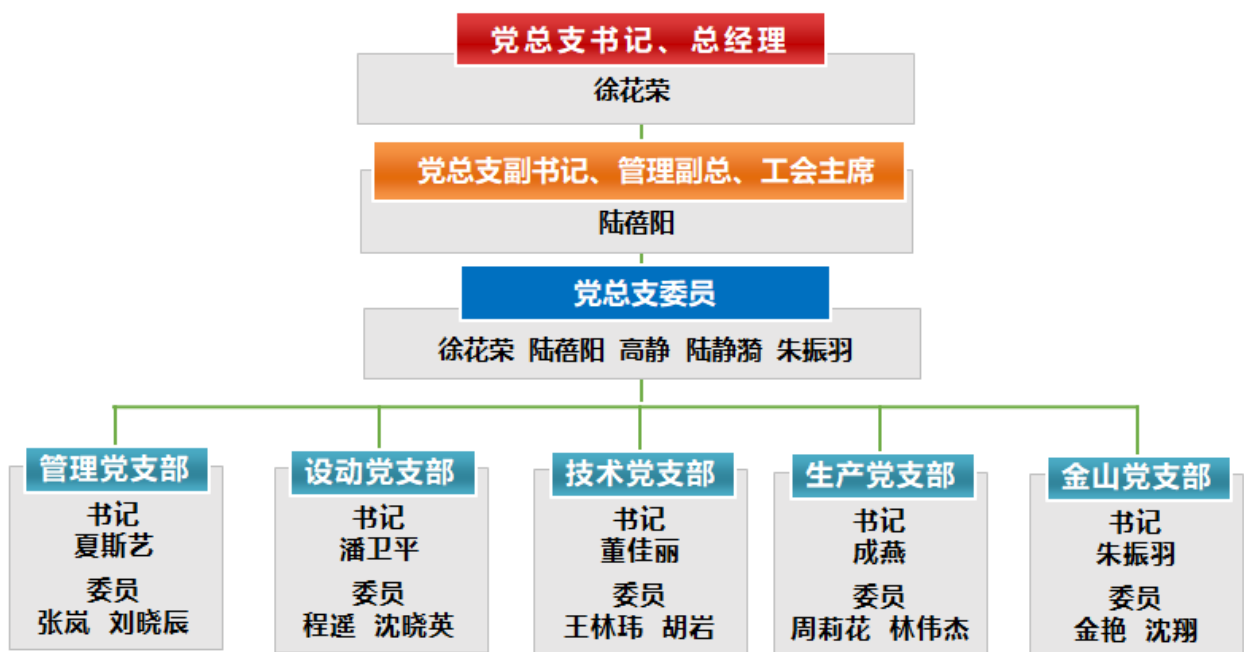 党总支书记、总经理
徐花荣
党总支副书记、管理副总、工会主席
陆蓓阳
党总支委员
徐花荣 陆蓓阳 高静 陆静漪 朱振羽
管理党支部
书记
夏斯艺
委员
张岚 刘晓辰
设动党支部
书记
潘卫平
委员
程遥 沈晓英
技术党支部
书记
董佳丽
委员
王林玮 胡岩
生产党支部
书记
成燕
委员
周莉花 林伟杰
金山党支部
书记
朱振羽
委员
金艳 沈翔